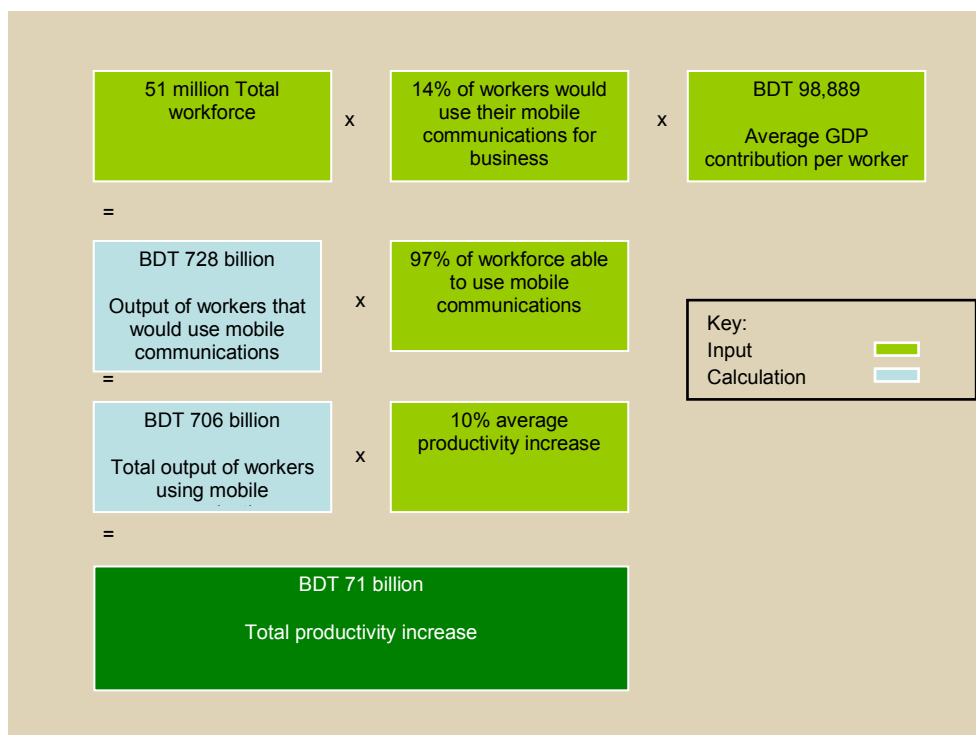 51 million Total
workforce
x
14% of workers would
use their mobile
communications for
business
x
BDT 98,889
Average GDP
contribution per worker
=
BDT 728 billion
Output of workers that
would use mobile
communications
x
97% of workforce able
to use mobile
communications
Key:
Input
Calculation
=
BDT 706 billion
Total output of workers
using mobile
x
10% average
productivity increase
=
BDT 71 billion
Total productivity increase